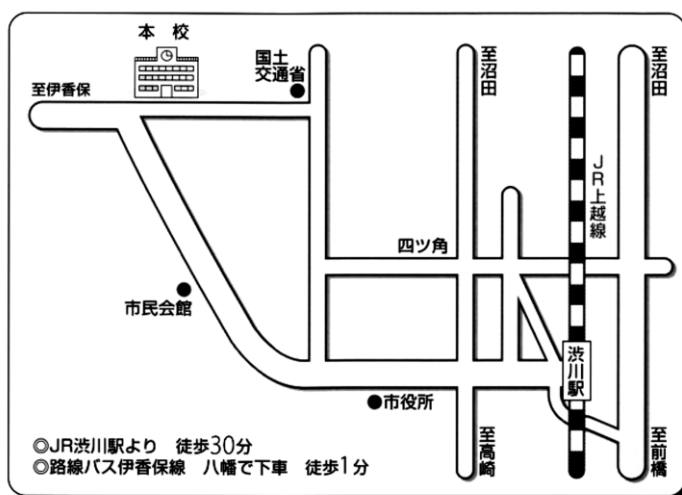 本校
国土
交通省
至沼田
至沼田
至伊香保
JR上越線
四ツ角
市民会館
渋川駅
市役所
至高崎
至前橋
◎JR渋川駅より　徒歩30分
◎路線バス伊香保線　八幡で下車　徒歩1分